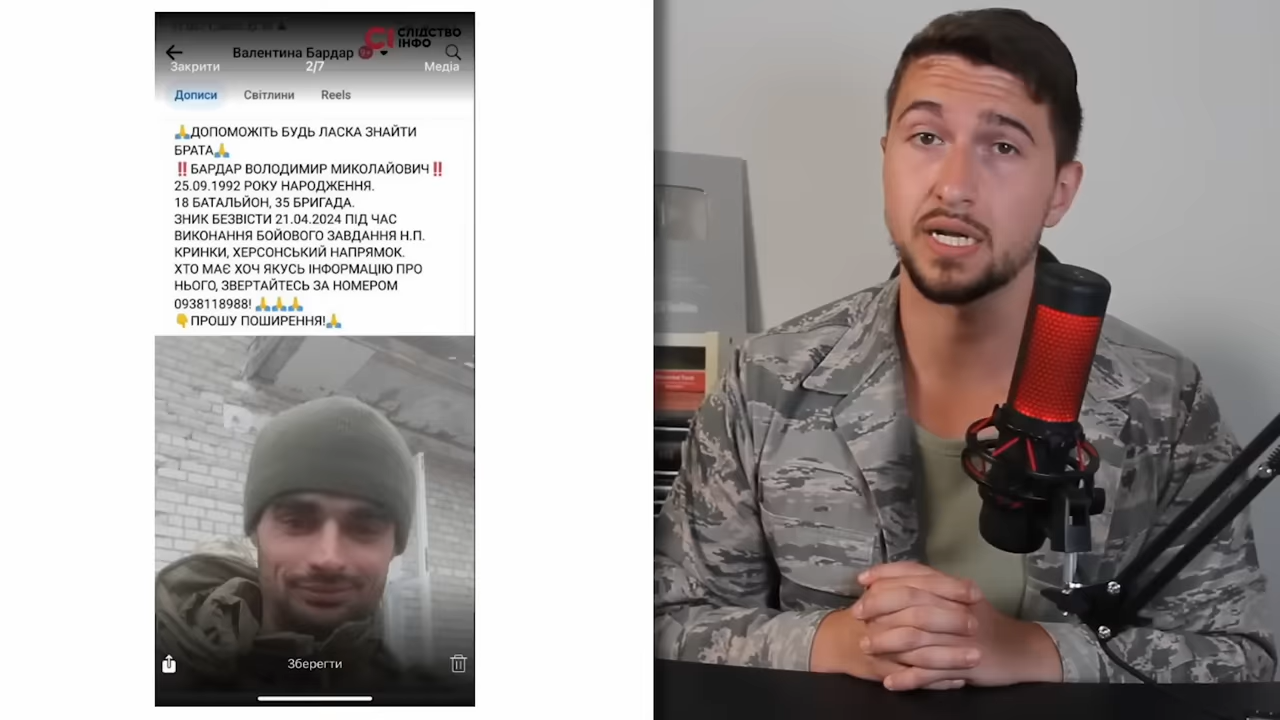 СЛІДСТВО
ІНФО
Валентина Бардар
Закрити 2/7 Медіа
Дописи Світлини Reels
🙏ДОПОМОЖІТЬ БУДЬ ЛАСКА ЗНАЙТИ
БРАТА🙏
‼️БАРДАР ВОЛОДИМИР МИКОЛАЙОВИЧ‼️
25.09.1992 РОКУ НАРОДЖЕННЯ.
18 БАТАЛЬЙОН, 35 БРИГАДА.
ЗНИК БЕЗВІСТИ 21.04.2024 ПІД ЧАС
ВИКОНАННЯ БОЙОВОГО ЗАВДАННЯ Н.П.
КРИНКИ, ХЕРСОНСЬКИЙ НАПРЯМОК.
ХТО МАЄ ХОЧ ЯКУСЬ ІНФОРМАЦІЮ ПРО
НЬОГО, ЗВЕРТАЙТЕСЬ ЗА НОМЕРОМ
0938118988! 🙏🙏🙏
👇ПРОШУ ПОШИРЕННЯ!🙏
Зберегти